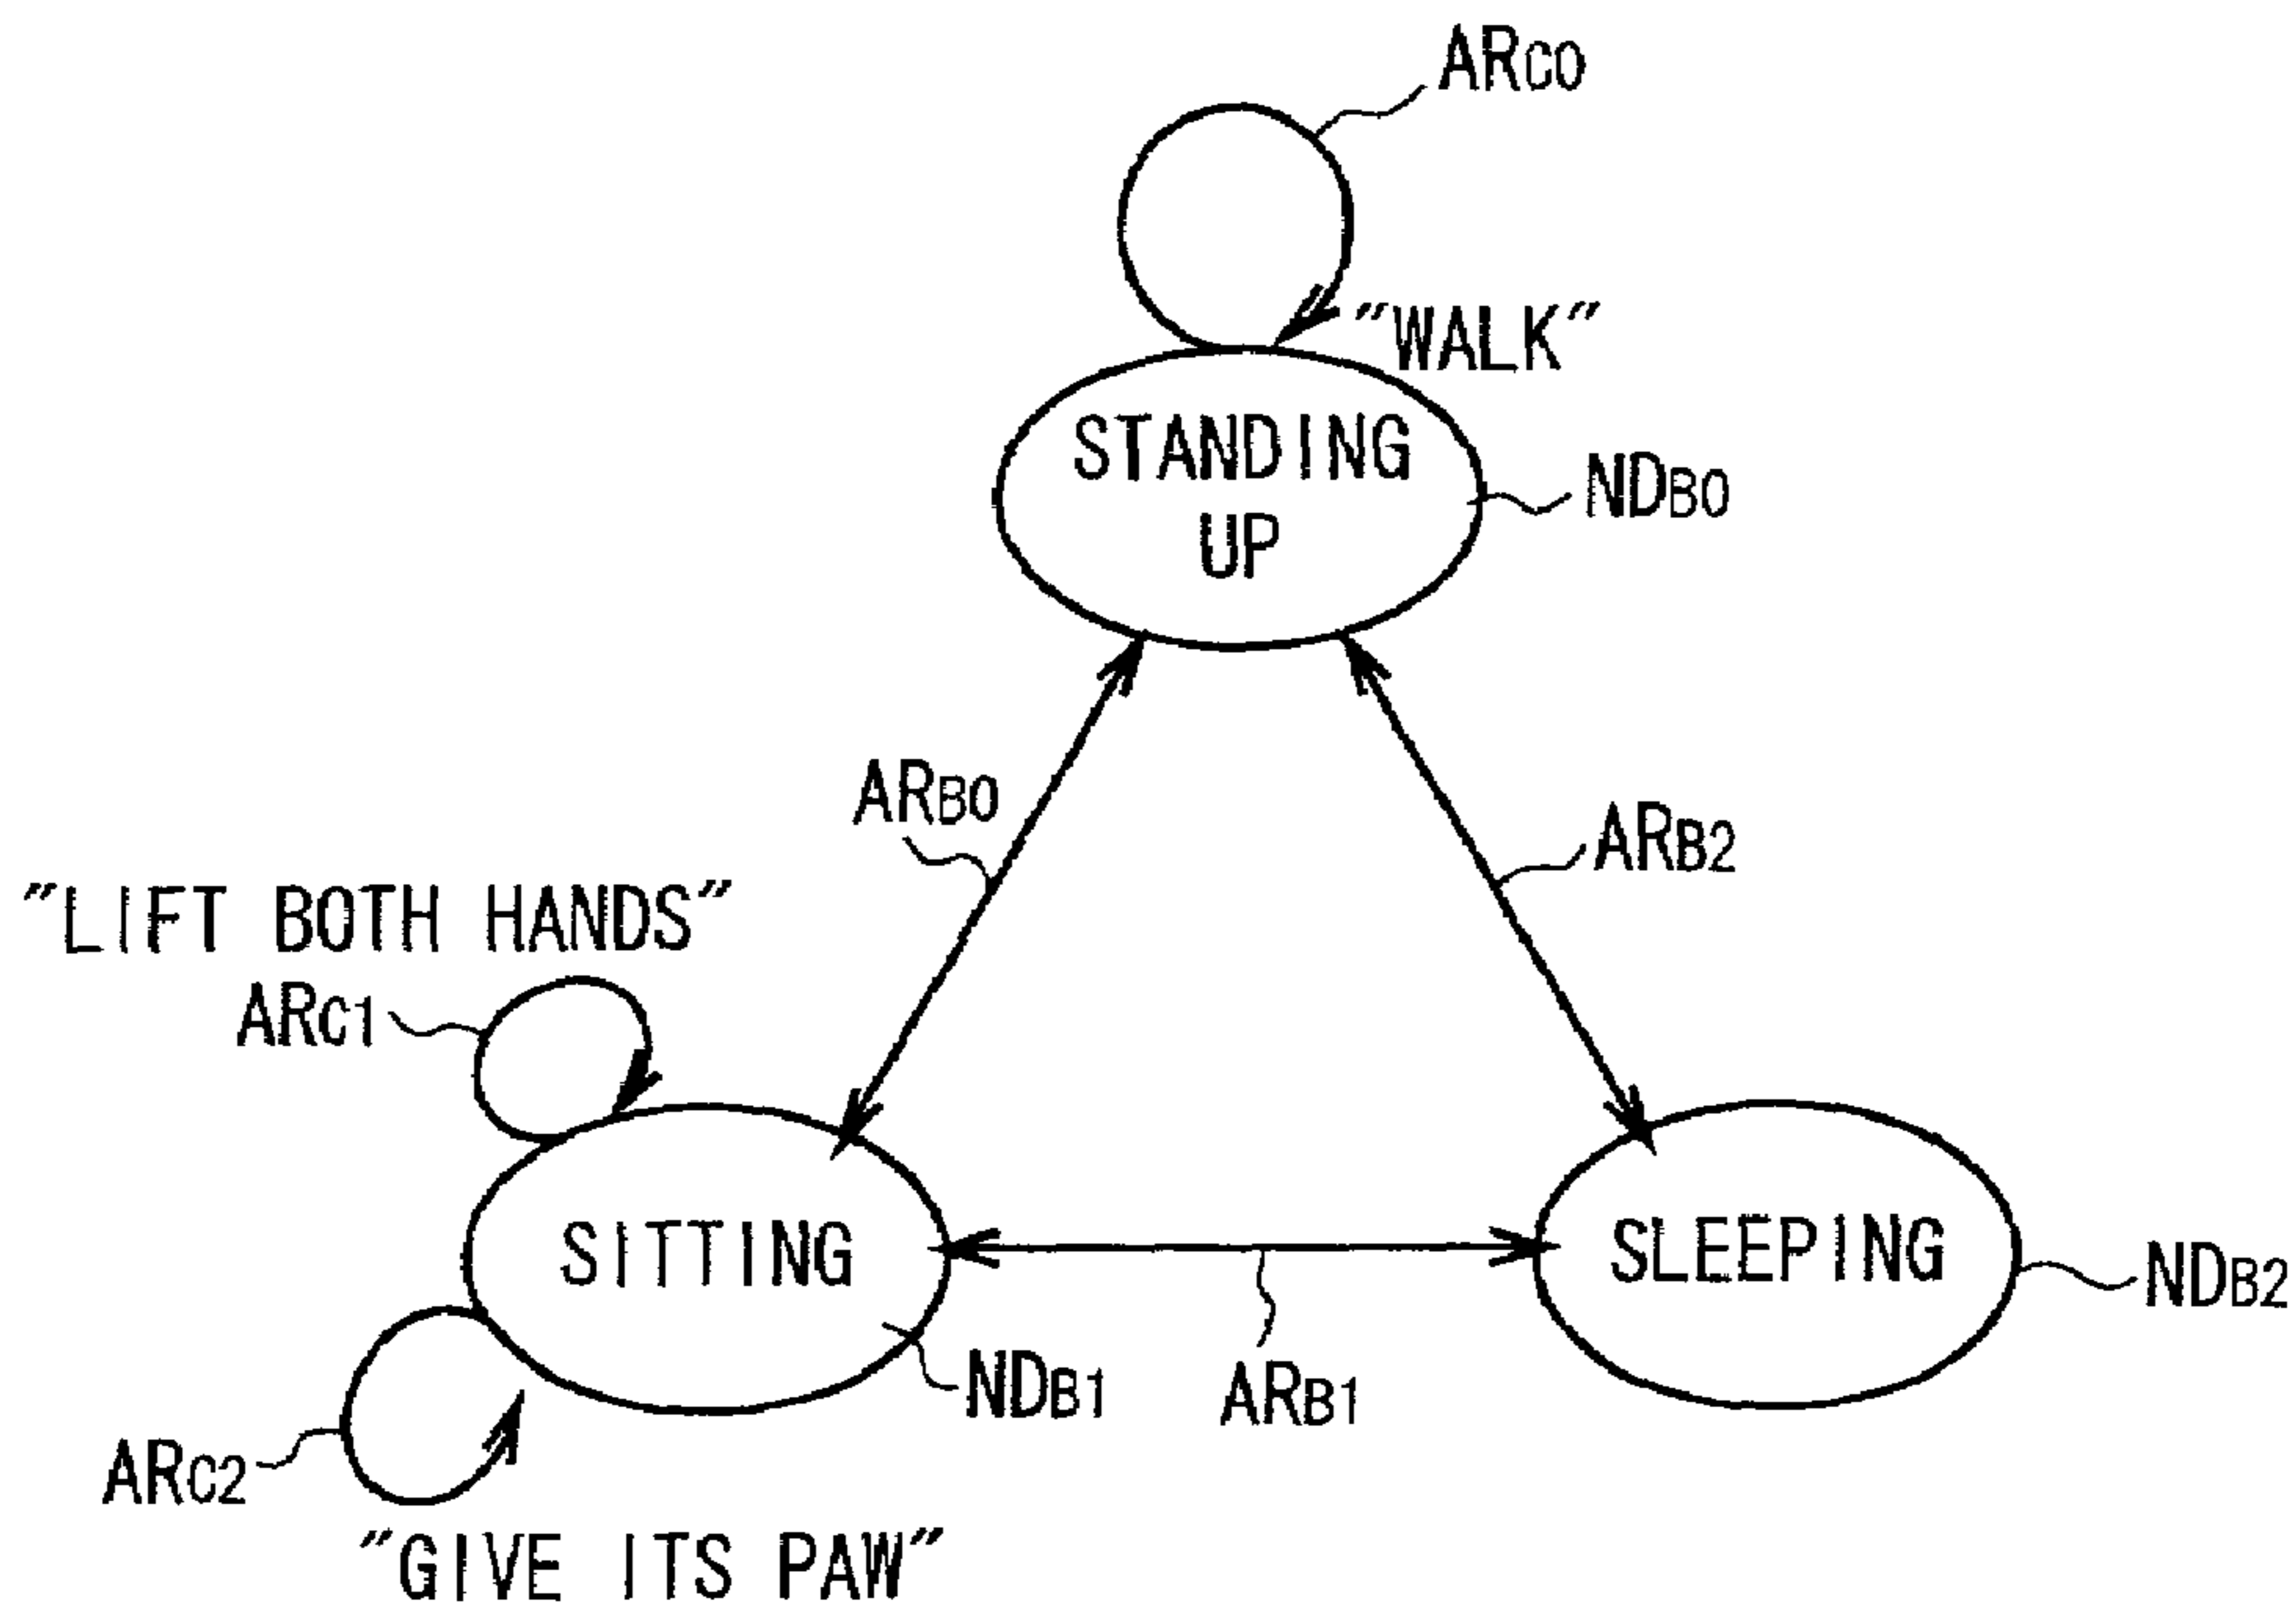 ARC0
"WALK"
STANDING
UP
NDB0
ARB0
ARB2
"LIFT BOTH HANDS"
ARC1
SITTING
SLEEPING
NDB2
NDB1
ARB1
ARC2
"GIVE ITS PAW"